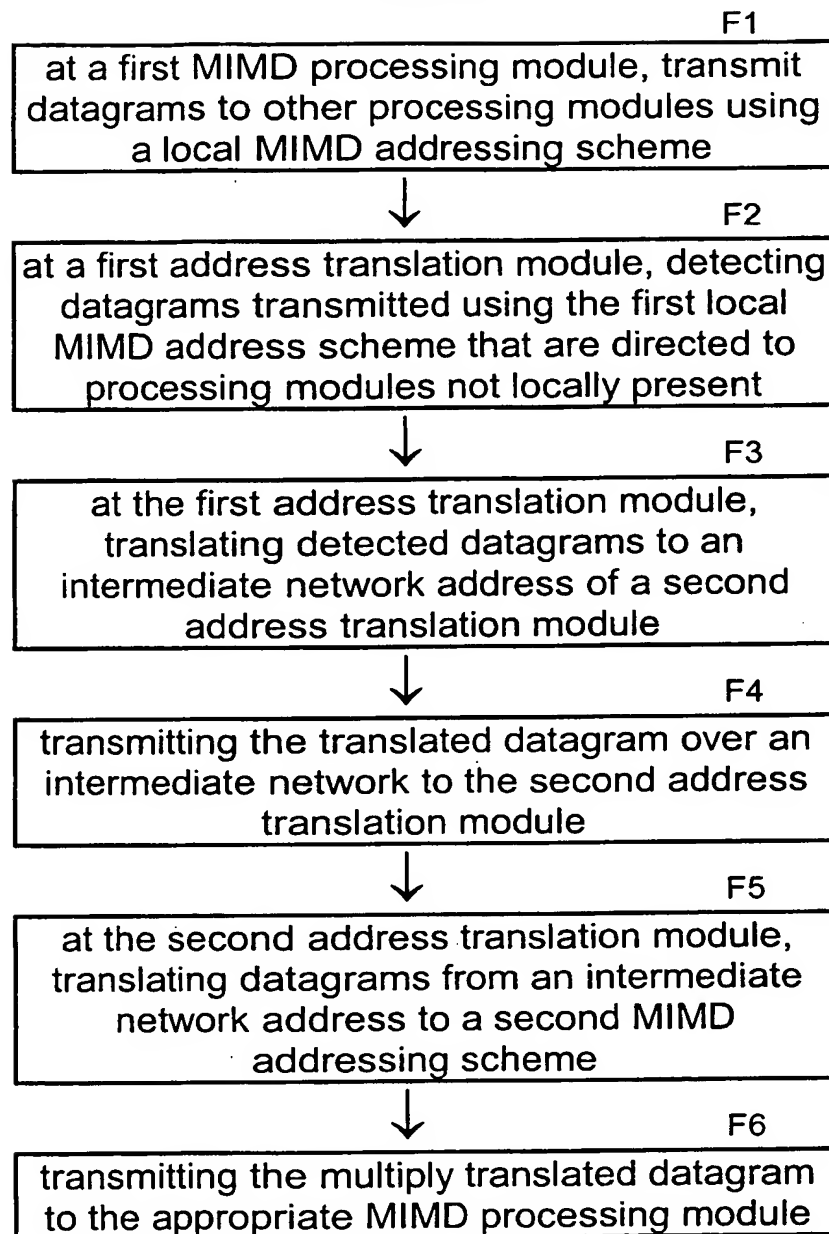 F1
at a first MIMD processing module, transmit
datagrams to other processing modules using
a local MIMD addressing scheme
F2
at a first address translation module, detecting
datagrams transmitted using the first local
MIMD address scheme that are directed to
processing modules not locally present
F3
at the first address translation module,
translating detected datagrams to an
intermediate network address of a second
address translation module
F4
transmitting the translated datagram over an
intermediate network to the second address
translation module
F5
at the second address translation module,
translating datagrams from an intermediate
network address to a second MIMD
addressing scheme
F6
transmitting the multiply translated datagram
to the appropriate MIMD processing module